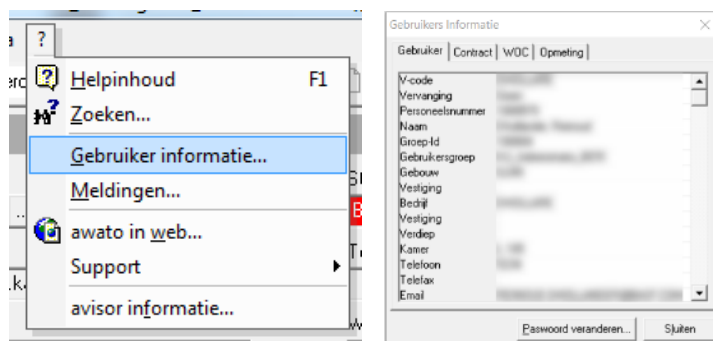 ?
Helpinhoud F1
Zoeken...
Gebruiker informatie...
Meldingen...
awato in web...
Support
avisor informatie...
Gebruikers Informatie
Gebruiker Contract WOC Opmeting
V-code
Vervanging
Personeelsnummer
Naam
Groep-Id
Gebruikersgroep
Gebouw
Vestiging
Bedrijf
Vestiging
Verdiep
Kamer
Telefoon
Telefax
Email
Paswoord veranderen... Sluiten